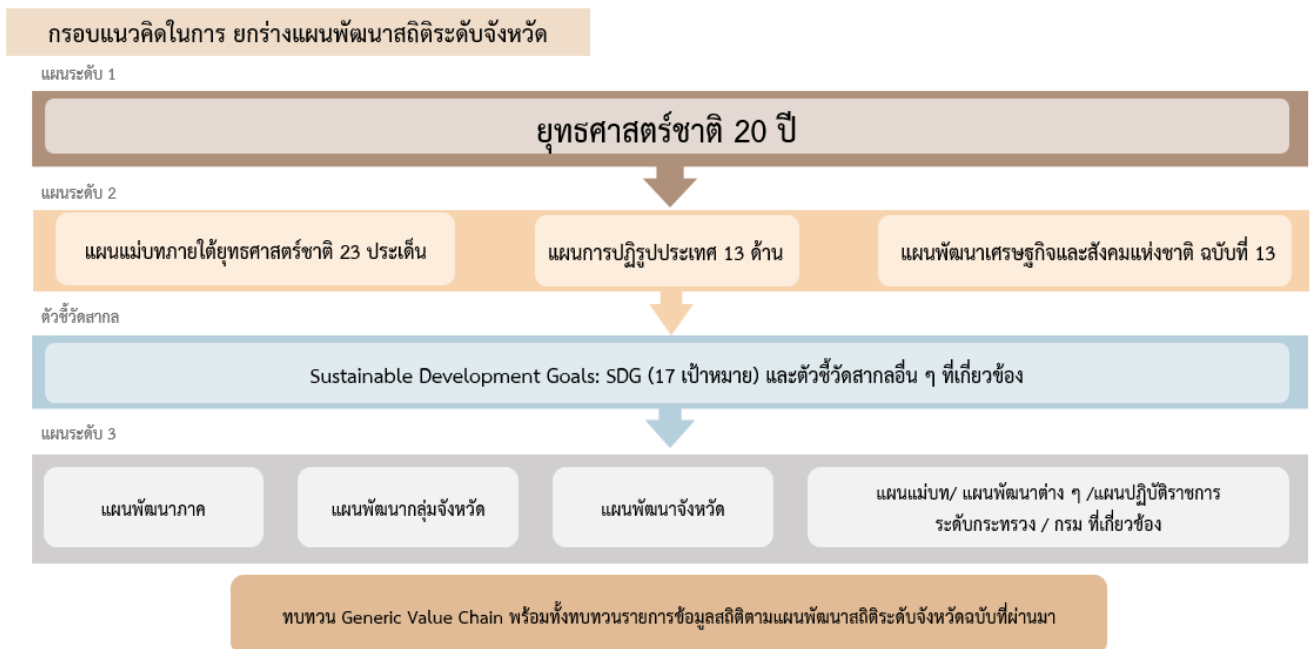 กรอบแนวคิดในการ ยกร่างแผนพัฒนาสถิติระดับจังหวัด
แผนระดับ 1
ยุทธศาสตร์ชาติ 20 ปี
แผนระดับ 2
แผนแม่บทภายใต้ยุทธศาสตร์ชาติ 23 ประเด็น
แผนการปฏิรูปประเทศ 13 ด้าน
แผนพัฒนาเศรษฐกิจและสังคมแห่งชาติ ฉบับที่ 13
ตัวชี้วัดสากล
Sustainable Development Goals: SDG (17 เป้าหมาย) และตัวชี้วัดสากลอื่น ๆ ที่เกี่ยวข้อง
แผนระดับ 3
แผนพัฒนาภาค
แผนพัฒนากลุ่มจังหวัด
แผนพัฒนาจังหวัด
แผนแม่บท/ แผนพัฒนาต่าง ๆ /แผนปฏิบัติราชการ
ระดับกระทรวง / กรม ที่เกี่ยวข้อง
ทบทวน Generic Value Chain พร้อมทั้งทบทวนรายการข้อมูลสถิติตามแผนพัฒนาสถิติระดับจังหวัดฉบับที่ผ่านมา